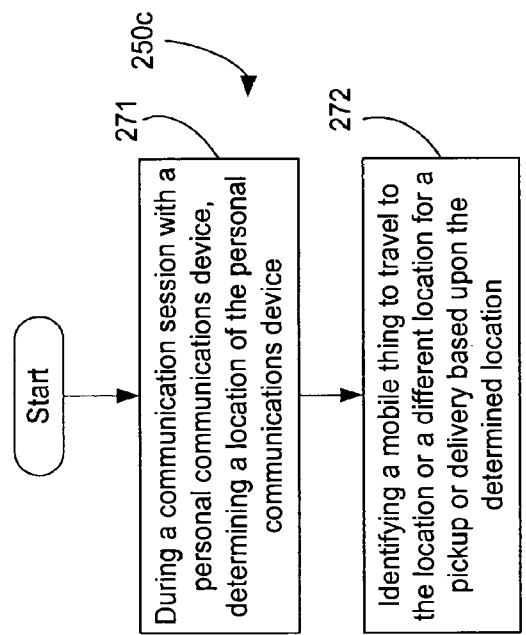 Start
250c
271
During a communication session with a
personal communications device,
determining a location of the personal
communications device
272
Identifying a mobile thing to travel to
the location or a different location for a
pickup or delivery based upon the
determined location